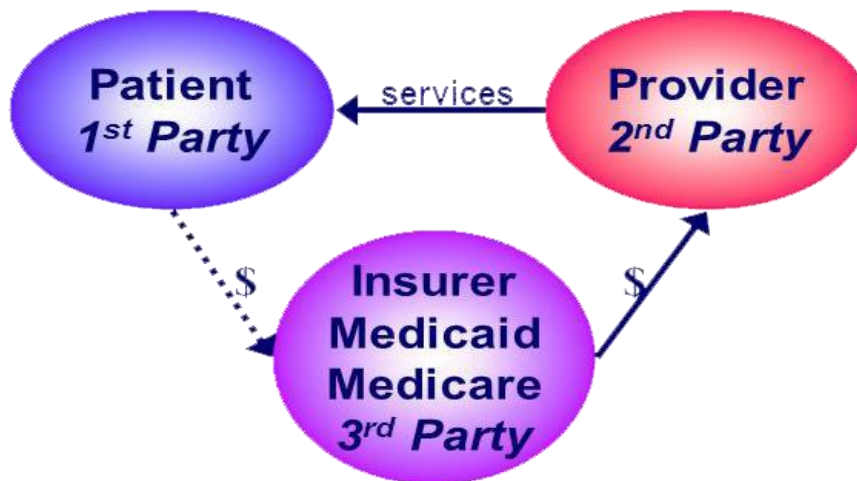 Patient
1st Party
services
Provider
2nd Party
$
$
Insurer
Medicaid
Medicare
3rd Party